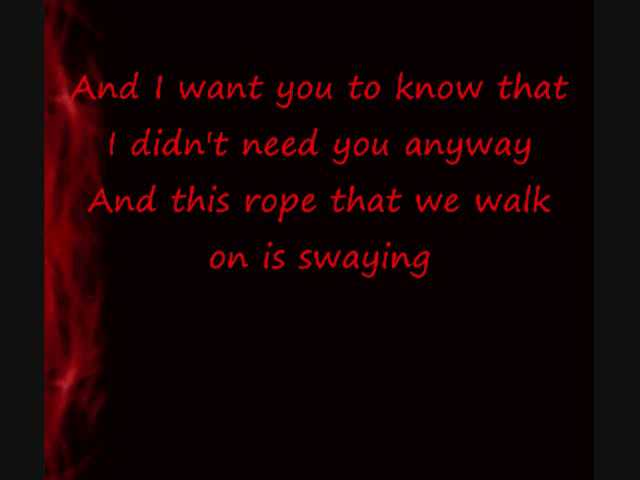 And I want you to know that
I didn't need you anyway
And this rope that we walk
on is swaying